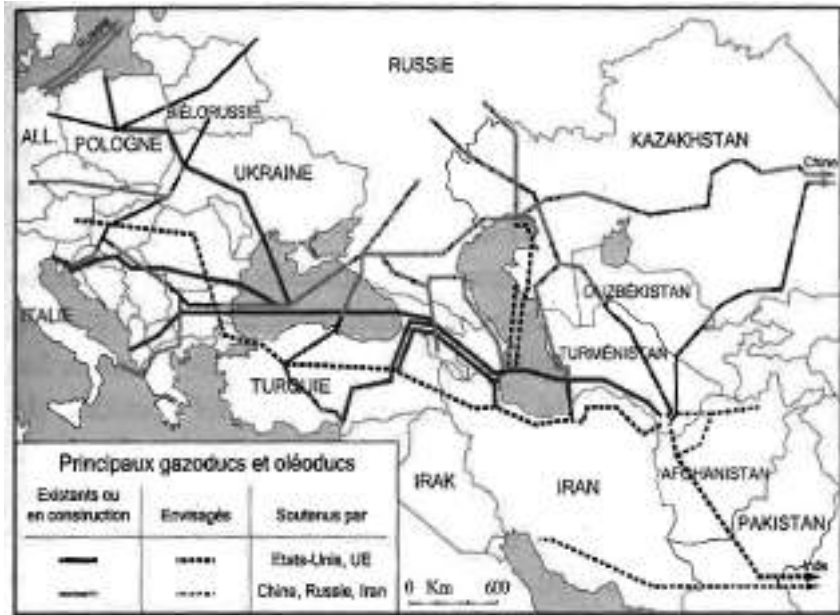 RUSSIE
KAZAKHSTAN
BIÉLORUSSIE
ALL.
POLOGNE
UKRAINE
Chine
OUZBÉKISTAN
ITALIE
TURMÉNISTAN
TURQUIE
IRAK
IRAN
AFGHANISTAN
PAKISTAN
Inde
Principaux gazoducs et oléoducs
Existants ou
en construction
Envisagés
Soutenus par
Etats-Unis, UE
Chine, Russie, Iran
0 Km 600